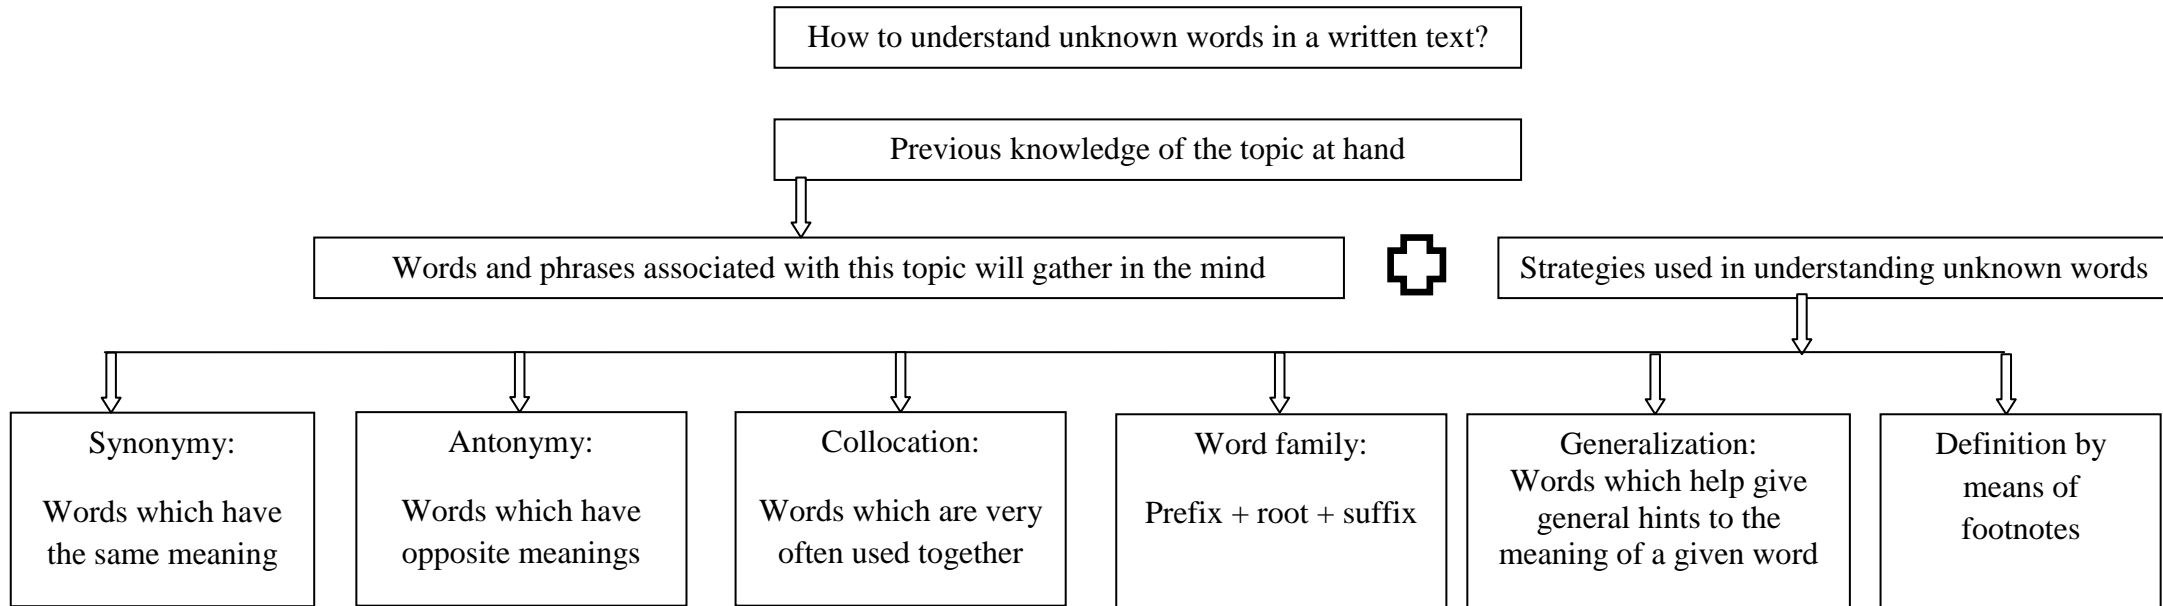 How to understand unknown words in a written text?
Previous knowledge of the topic at hand
Words and phrases associated with this topic will gather in the mind
Strategies used in understanding unknown words
Synonymy:
Words which have
the same meaning
Antonymy:
Words which have
opposite meanings
Collocation:
Words which are very
often used together
Word family:
Prefix + root + suffix
Generalization:
Words which help give
general hints to the
meaning of a given word
Definition by
means of
footnotes